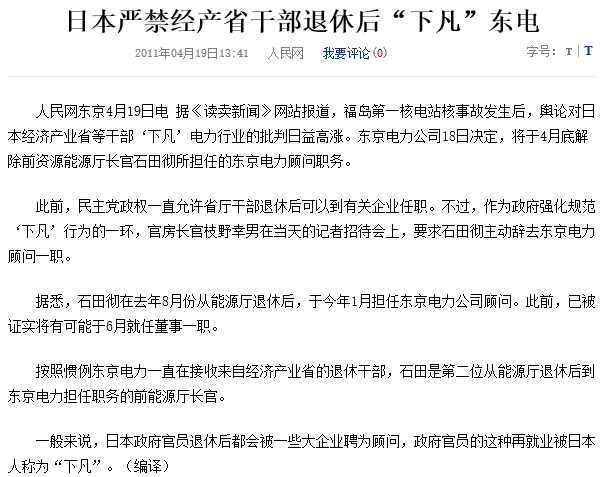 日本严禁经产省干部退休后“下凡”东电
2011年04月19日13:41 人民网 我要评论(0) 字号: T | T
人民网东京4月19日电 据《读卖新闻》网站报道，福岛第一核电站核事故发生后，舆论对日
本经济产业省等干部‘下凡’电力行业的批判日益高涨。东京电力公司18日决定，将于4月底解
除前资源能源厅长官石田彻所担任的东京电力顾问职务。
此前，民主党政权一直允许省厅干部退休后可以到有关企业任职。不过，作为政府强化规范
‘下凡’行为的一环，官房长官枝野幸男在当天的记者招待会上，要求石田彻主动辞去东京电力
顾问一职。
据悉，石田彻在去年8月份从能源厅退休后，于今年1月担任东京电力公司顾问。此前，已被
证实将有可能于6月就任董事一职。
按照惯例东京电力一直在接收来自经济产业省的退休干部，石田是第二位从能源厅退休后到
东京电力担任职务的前能源厅长官。
一般来说，日本政府官员退休后都会被一些大企业聘为顾问，政府官员的这种再就业被日本
人称为“下凡”。（编译）